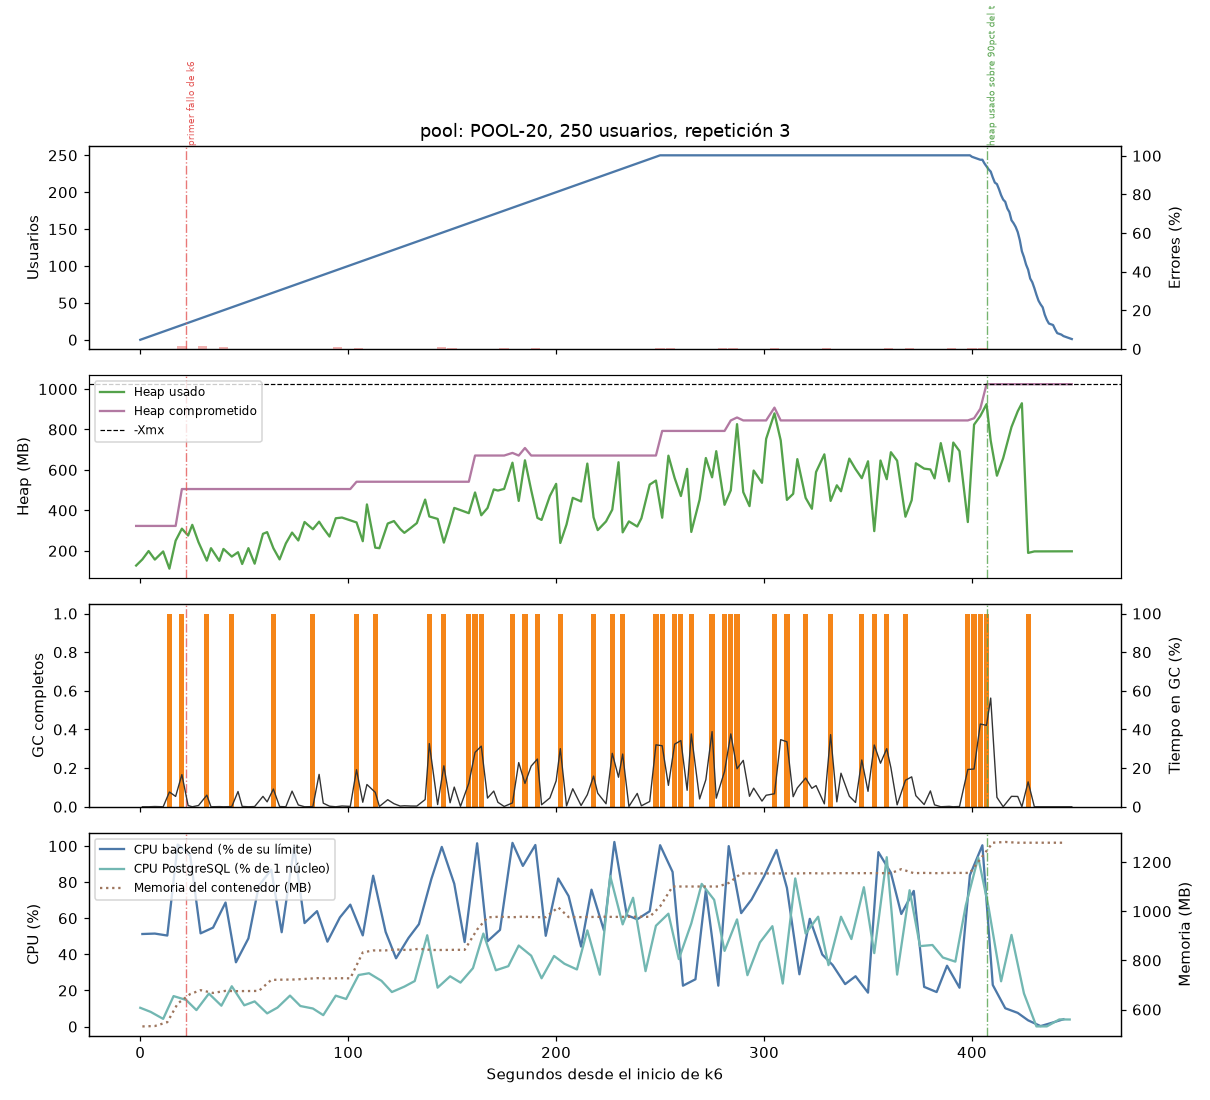 primer fallo de k6
heap usado sobre 90pct del t
pool: POOL-20, 250 usuarios, repetición 3
250
200
150
100
50
0
Usuarios
100
80
60
40
20
0
Errores (%)
1000
800
600
400
200
Heap (MB)
Heap usado
Heap comprometido
-Xmx
1.0
0.8
0.6
0.4
0.2
0.0
GC completos
100
80
60
40
20
0
Tiempo en GC (%)
100
80
60
40
20
0
CPU (%)
CPU backend (% de su límite)
CPU PostgreSQL (% de 1 núcleo)
Memoria del contenedor (MB)
1200
1000
800
600
Memoria (MB)
0 100 200 300 400
Segundos desde el inicio de k6